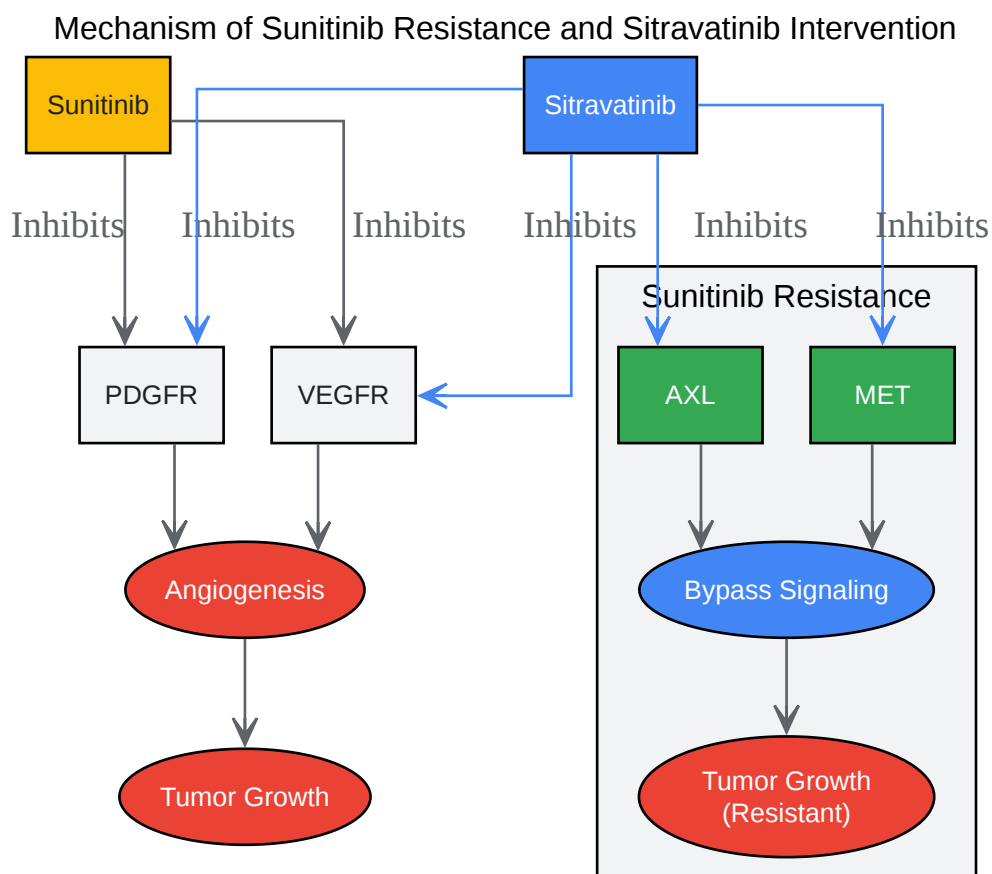 Mechanism of Sunitinib Resistance and Sitravatinib Intervention
Sunitinib
Sitravatinib
Inhibits
Inhibits
Inhibits
Inhibits
Inhibits
Inhibits
Sunitinib Resistance
PDGFR
VEGFR
AXL
MET
Angiogenesis
Bypass Signaling
Tumor Growth
Tumor Growth
(Resistant)